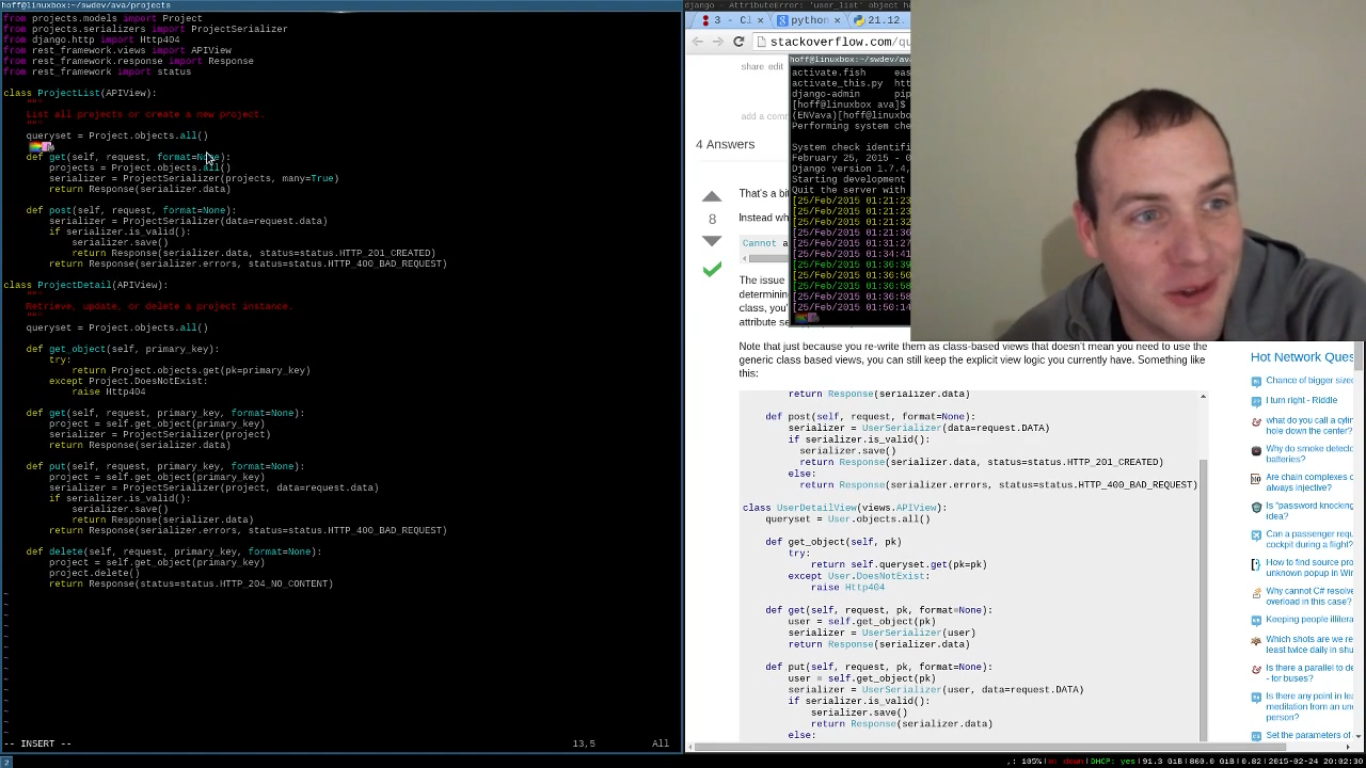 hoff@linuxbox:~/swdev/ava/projects
from projects.models import Project
from projects.serializers import ProjectSerializer
from django.http import Http404
from rest_framework.views import APIView
from rest_framework.response import Response
from rest_framework import status
class ProjectList(APIView):
"""
List all projects or create a new project.
"""
queryset = Project.objects.all()
def get(self, request, format=None):
projects = Project.objects.all()
serializer = ProjectSerializer(projects, many=True)
return Response(serializer.data)
def post(self, request, format=None):
serializer = ProjectSerializer(data=request.data)
if serializer.is_valid():
serializer.save()
return Response(serializer.data, status=status.HTTP_201_CREATED)
return Response(serializer.errors, status=status.HTTP_400_BAD_REQUEST)
class ProjectDetail(APIView):
"""
Retrieve, update, or delete a project instance.
"""
queryset = Project.objects.all()
def get_object(self, primary_key):
try:
return Project.objects.get(pk=primary_key)
except Project.DoesNotExist:
raise Http404
def get(self, request, primary_key, format=None):
project = self.get_object(primary_key)
serializer = ProjectSerializer(project)
return Response(serializer.data)
def put(self, request, primary_key, format=None):
project = self.get_object(primary_key)
serializer = ProjectSerializer(project, data=request.data)
if serializer.is_valid():
serializer.save()
return Response(serializer.data)
return Response(serializer.errors, status=status.HTTP_400_BAD_REQUEST)
def delete(self, request, primary_key, format=None):
project = self.get_object(primary_key)
project.delete()
return Response(status=status.HTTP_204_NO_CONTENT)
-- INSERT -- 13,5 All
django - AttributeError: 'user_list' object ha
3 - Cl python 21.12.
stackoverflow.com/qu
share edit
add a comm
4 Answers
8
That's a bit
Instead wh
Cannot a
The issue
determining
class, you'
attribute se
hoff@linuxbox:~/swdev/ava
activate.fish eas
activate_this.py htt
django-admin pip
[hoff@linuxbox ava]$
(ENVava)[hoff@linuxbo
Performing system che
System check identifi
February 25, 2015 - 0
Django version 1.7.4,
Starting development
Quit the server with
[25/Feb/2015 01:21:23
[25/Feb/2015 01:21:23
[25/Feb/2015 01:21:32
[25/Feb/2015 01:21:36
[25/Feb/2015 01:31:27
[25/Feb/2015 01:34:41
[25/Feb/2015 01:36:39
[25/Feb/2015 01:36:50
[25/Feb/2015 01:36:58
[25/Feb/2015 01:36:58
[25/Feb/2015 01:50:14
Note that just because you re-write them as class-based views that doesn't mean you need to use the
generic class based views, you can still keep the explicit view logic you currently have. Something like
this:
return Response(serializer.data)
def post(self, request, format=None):
serializer = UserSerializer(data=request.DATA)
if serializer.is_valid():
serializer.save()
return Response(serializer.data, status=status.HTTP_201_CREATED)
else:
return Response(serializer.errors, status=status.HTTP_400_BAD_REQUEST)
class UserDetailView(views.APIView):
queryset = User.objects.all()
def get_object(self, pk)
try:
return self.queryset.get(pk=pk)
except User.DoesNotExist:
raise Http404
def get(self, request, pk, format=None):
user = self.get_object(pk)
serializer = UserSerializer(user)
return Response(serializer.data)
def put(self, request, pk, format=None):
user = self.get_object(pk)
serializer = UserSerializer(user, data=request.DATA)
if serializer.is_valid():
serializer.save()
return Response(serializer.data)
else:
Hot Network Ques
Chance of bigger size
I turn right - Riddle
what do you call a cylin
hole down the center?
Why do smoke detecto
batteries?
Are chain complexes c
always injective?
Is "password knocking
idea?
Can a passenger requ
cockpit during a flight?
How to find source pro
unknown popup in Win
Why cannot C# resolve
overload in this case?
Keeping people illitera
Which shots are we re
least twice daily in shu
Is there a parallel to de
- for buses?
Is there any point in lea
meditation from an unq
person?
Set the parameters of
2
DHCP: yes|91.3 GiB|860.0 GiB|0.82|2015-02-24 20:02:30